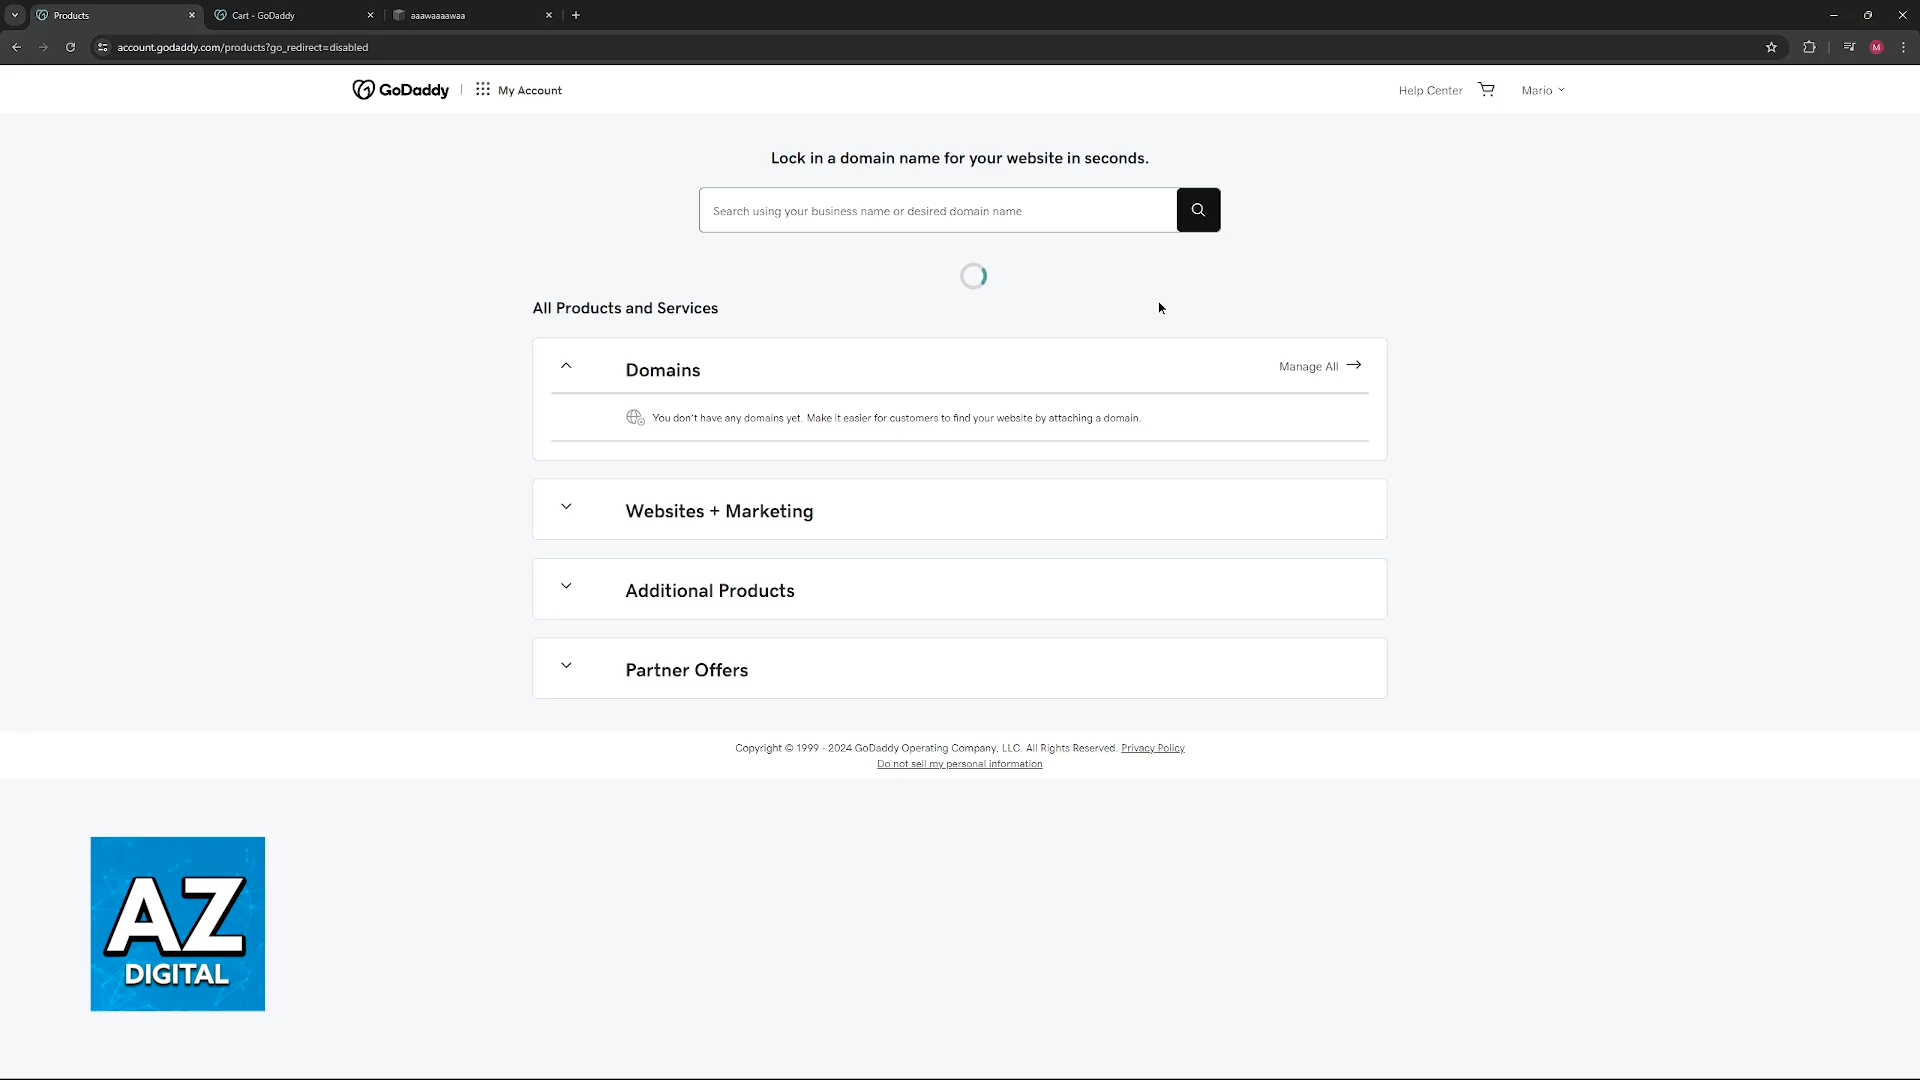 Products
Cart - GoDaddy
aaawaaaawaa
account.godaddy.com/products?go_redirect=disabled
M
GoDaddy
My Account
Help Center
Mario
Lock in a domain name for your website in seconds.
Search using your business name or desired domain name
All Products and Services
Domains
Manage All
You don't have any domains yet. Make it easier for customers to find your website by attaching a domain.
Websites + Marketing
Additional Products
Partner Offers
Copyright © 1999 - 2024 GoDaddy Operating Company, LLC. All Rights Reserved. Privacy Policy
Do not sell my personal information
AZ
DIGITAL